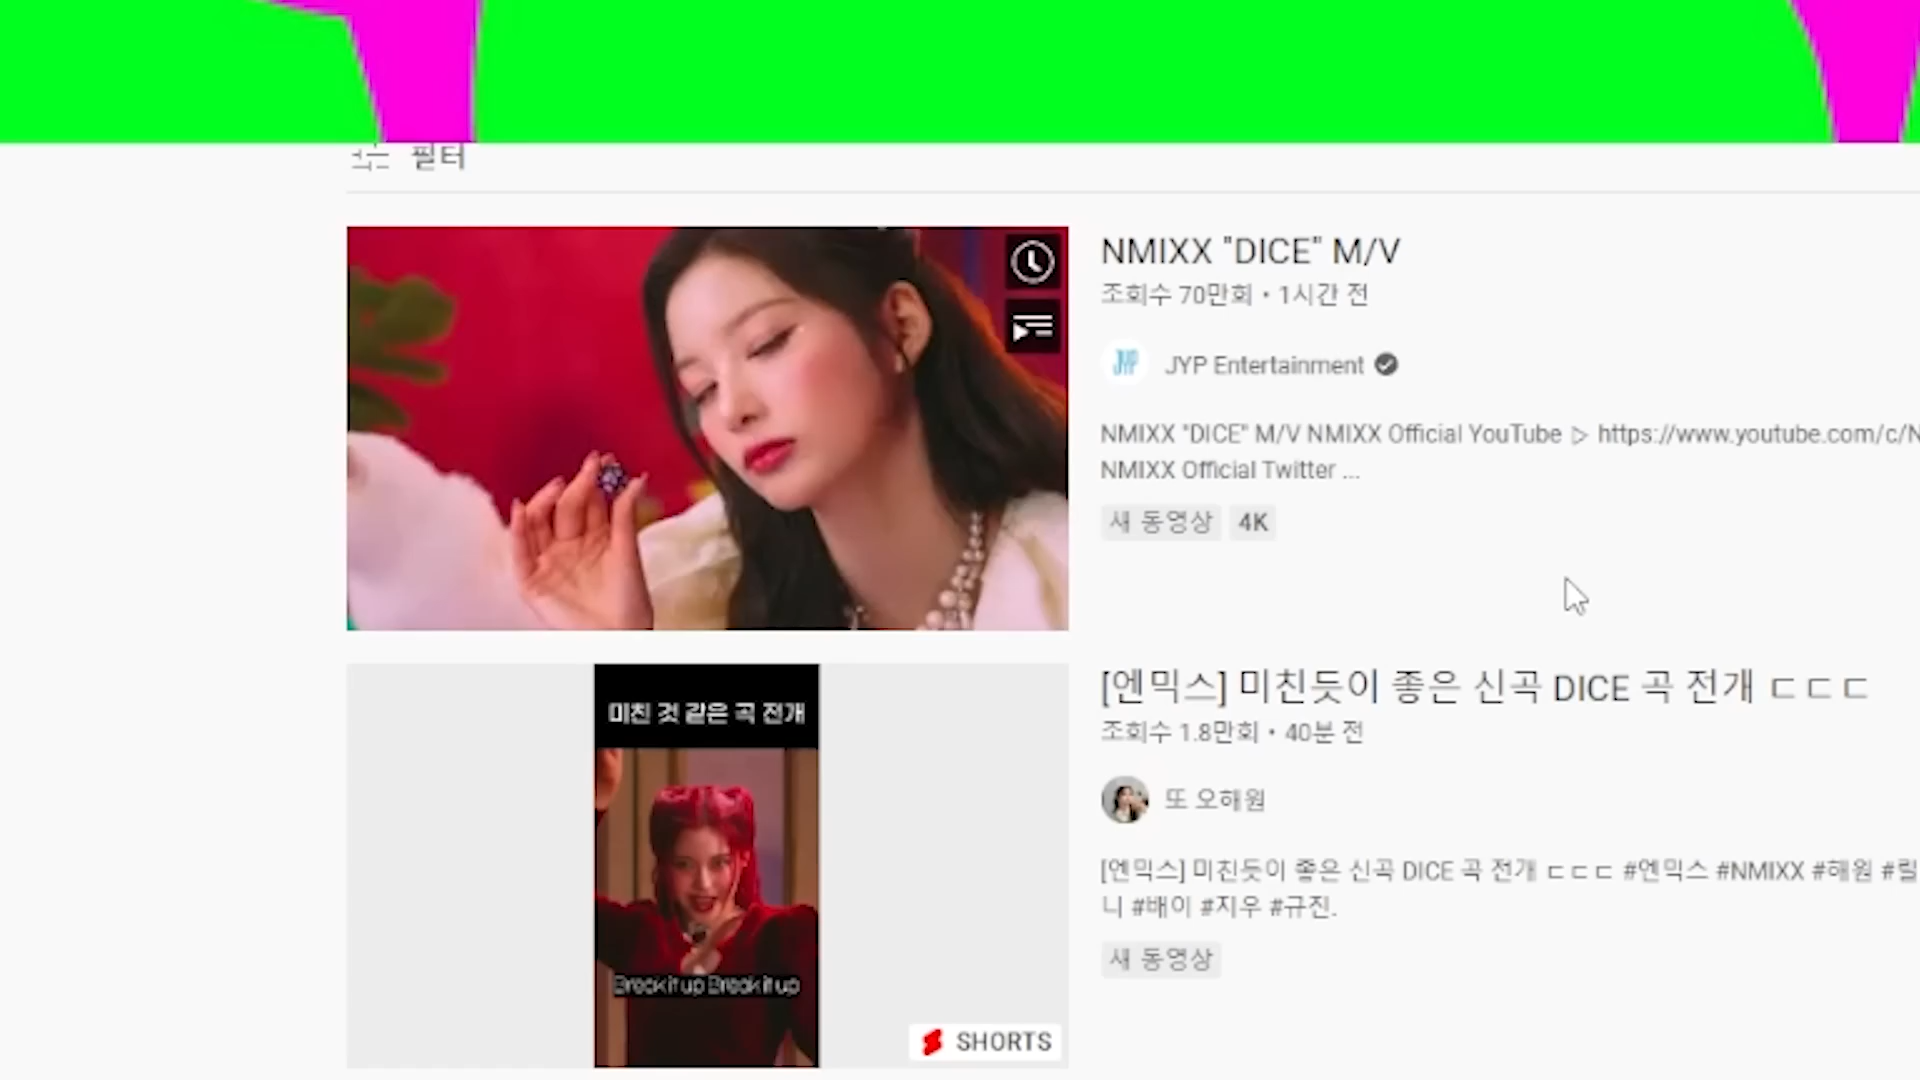 필터
NMIXX "DICE" M/V
조회수 70만회 • 1시간 전
JYP
JYP Entertainment
NMIXX "DICE" M/V NMIXX Official YouTube ▷ https://www.youtube.com/c/N
NMIXX Official Twitter ...
새 동영상 4K
미친 것 같은 곡 전개
Break it up Break it up
SHORTS
[엔믹스] 미친듯이 좋은 신곡 DICE 곡 전개 ㄷㄷㄷ
조회수 1.8만회 • 40분 전
또 오해원
[엔믹스] 미친듯이 좋은 신곡 DICE 곡 전개 ㄷㄷㄷ #엔믹스 #NMIXX #해원 #릴
니 #배이 #지우 #규진.
새 동영상